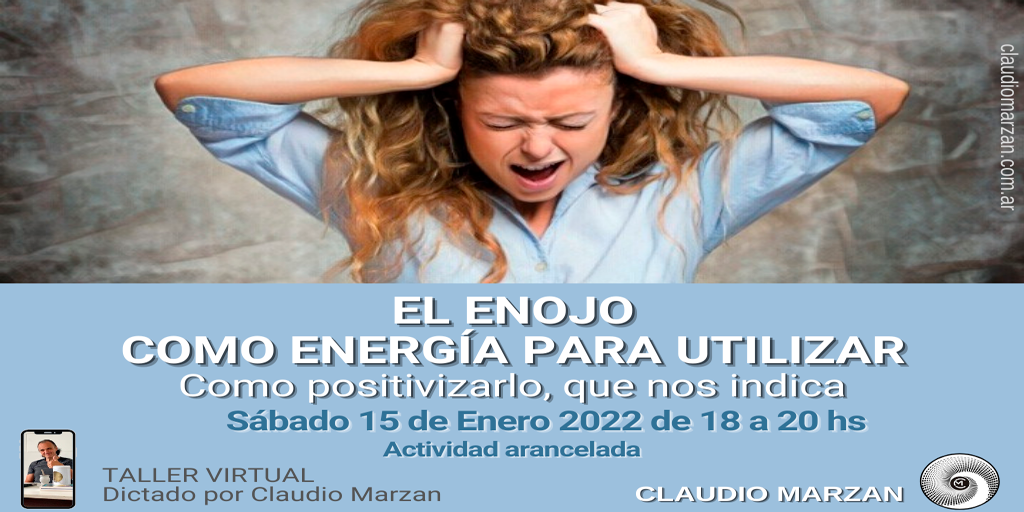 claudiomarzan.com.ar
EL ENOJO
COMO ENERGÍA PARA UTILIZAR
Como positivizarlo, que nos indica
Sábado 15 de Enero 2022 de 18 a 20 hs
Actividad arancelada
TALLER VIRTUAL
Dictado por Claudio Marzan
CLAUDIO MARZAN